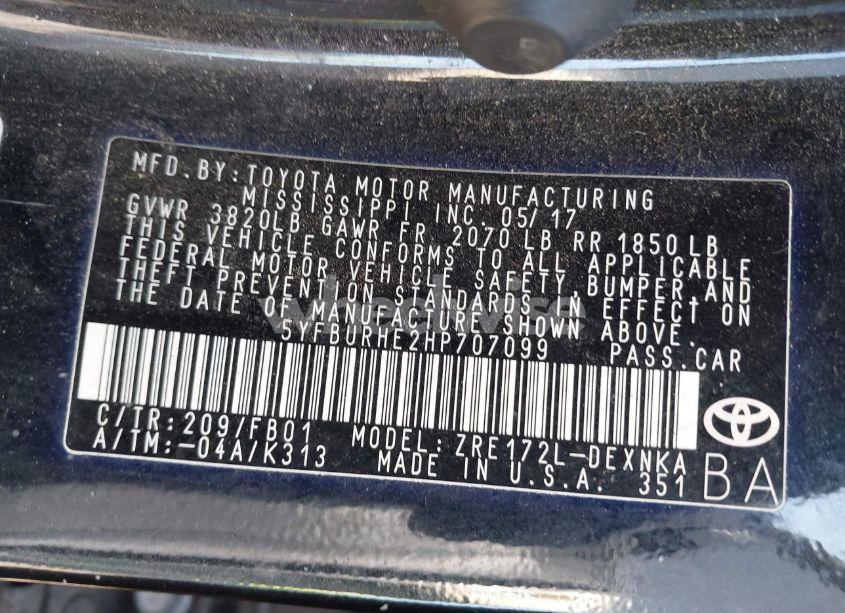 MFD. BY: TOYOTA MOTOR MANUFACTURING
MISSISSIPPI INC. 05/17
GVWR 3820LB GAWR FR 2070 LB RR 1850 LB
THIS VEHICLE CONFORMS TO ALL APPLICABLE
FEDERAL MOTOR VEHICLE SAFETY, BUMPER, AND
THEFT PREVENTION STANDARDS IN EFFECT ON
THE DATE OF MANUFACTURE SHOWN ABOVE.
5YFBURHE2HP707099 PASS. CAR
C/TR: 209/FB01 MODEL: ZRE172L-DEXNKA
A/TM: -04A/K313 MADE IN U.S.A. 351
BA